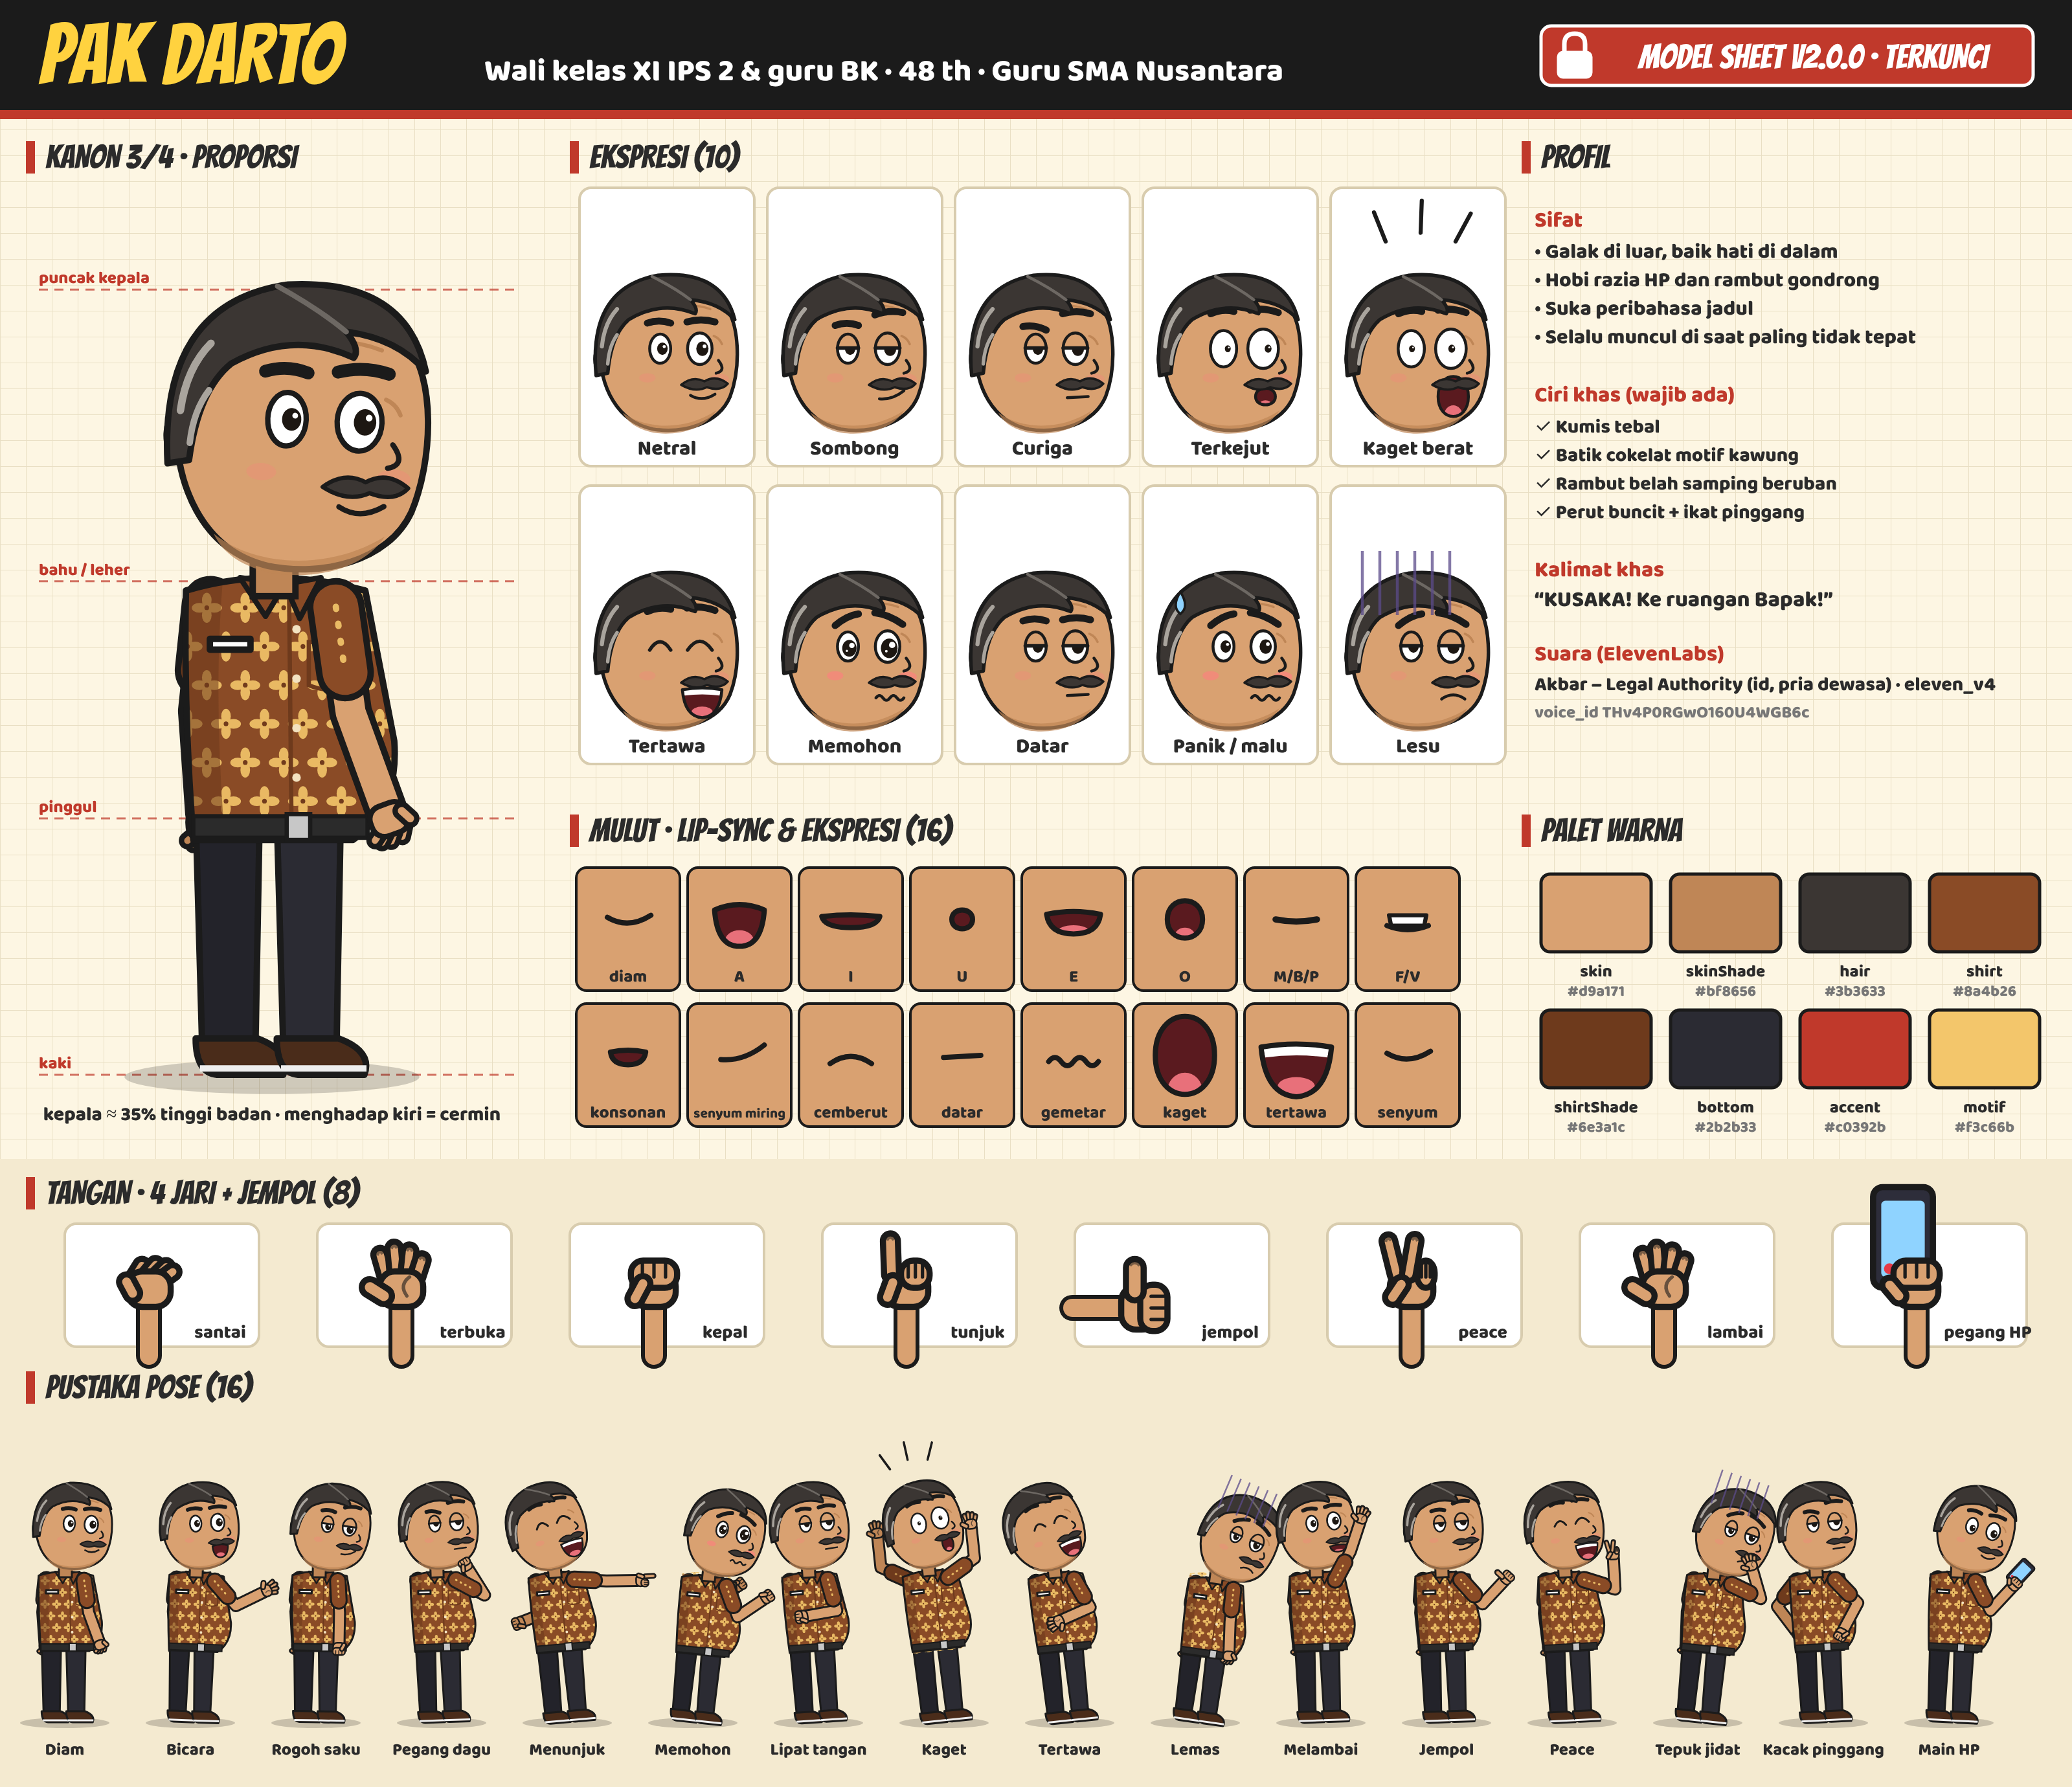 PAK DARTO
Wali kelas XI IPS 2 & guru BK · 48 th · Guru SMA Nusantara
MODEL SHEET V2.0.0 · TERKUNCI
KANON 3/4 · PROPORSI
puncak kepala
bahu / leher
pinggul
kaki
kepala ≈ 35% tinggi badan · menghadap kiri = cermin
EKSPRESI (10)
Netral
Sombong
Curiga
Terkejut
Kaget berat
Tertawa
Memohon
Datar
Panik / malu
Lesu
MULUT · LIP-SYNC & EKSPRESI (16)
diam
A
I
U
E
O
M/B/P
F/V
konsonan
senyum miring
cemberut
datar
gemetar
kaget
tertawa
senyum
PROFIL
Sifat
• Galak di luar, baik hati di dalam
• Hobi razia HP dan rambut gondrong
• Suka peribahasa jadul
• Selalu muncul di saat paling tidak tepat
Ciri khas (wajib ada)
✓ Kumis tebal
✓ Batik cokelat motif kawung
✓ Rambut belah samping beruban
✓ Perut buncit + ikat pinggang
Kalimat khas
“KUSAKA! Ke ruangan Bapak!”
Suara (ElevenLabs)
Akbar – Legal Authority (id, pria dewasa) · eleven_v4
voice_id THv4P0RGwO160U4WGB6c
PALET WARNA
skin
#d9a171
skinShade
#bf8656
hair
#3b3633
shirt
#8a4b26
shirtShade
#6e3a1c
bottom
#2b2b33
accent
#c0392b
motif
#f3c66b
TANGAN · 4 JARI + JEMPOL (8)
santai
terbuka
kepal
tunjuk
jempol
peace
lambai
pegang HP
PUSTAKA POSE (16)
Diam
Bicara
Rogoh saku
Pegang dagu
Menunjuk
Memohon
Lipat tangan
Kaget
Tertawa
Lemas
Melambai
Jempol
Peace
Tepuk jidat
Kacak pinggang
Main HP